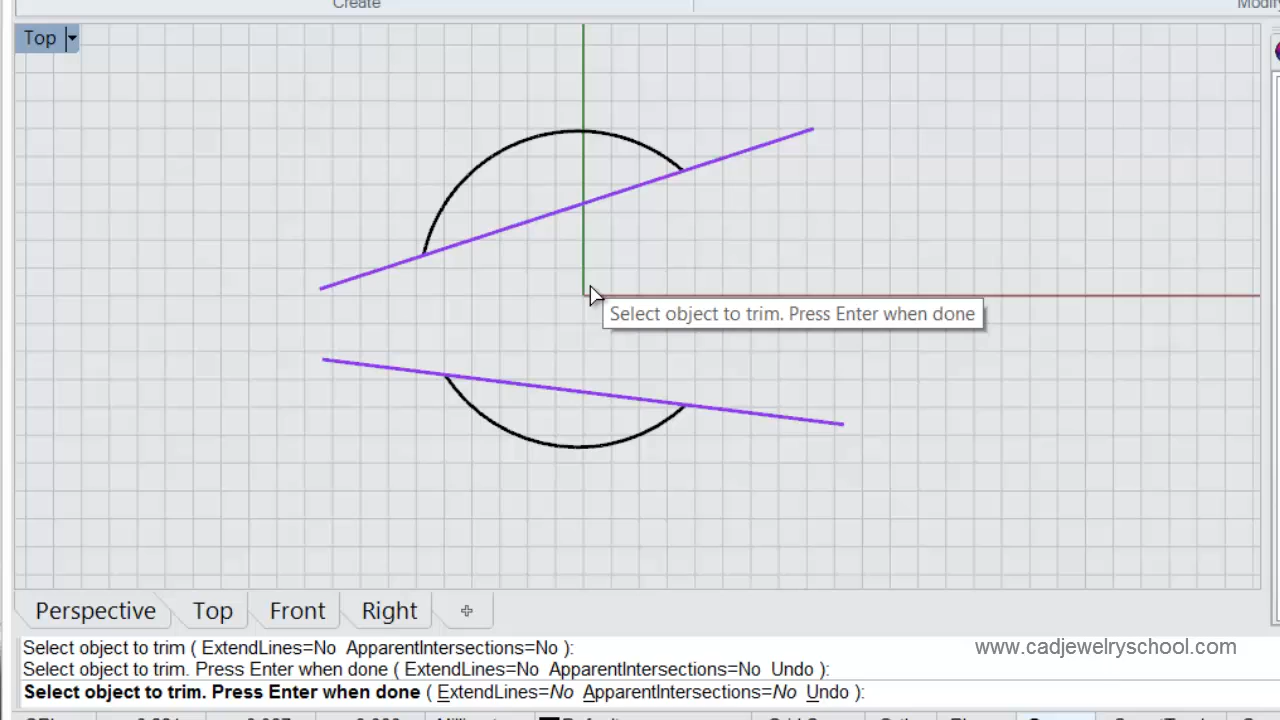 Create
Top
Select object to trim. Press Enter when done
Perspective
Top
Front
Right
Select object to trim ( ExtendLines=No ApparentIntersections=No ):
www.cadjewelryschool.com
Select object to trim. Press Enter when done ( ExtendLines=No ApparentIntersections=No Undo ):
Select object to trim. Press Enter when done ( ExtendLines=No ApparentIntersections=No Undo ):